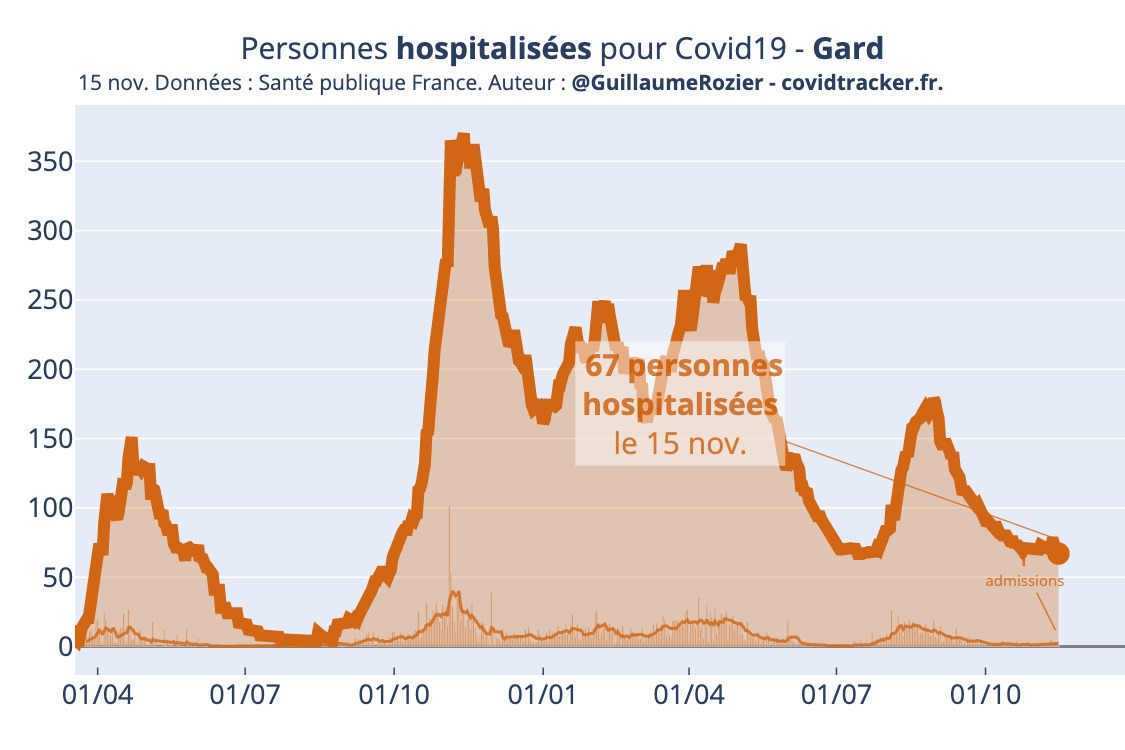 Personnes hospitalisées pour Covid19 - Gard
15 nov. Données : Santé publique France. Auteur : @GuillaumeRozier - covidtracker.fr.
350
300
250
200
150
100
50
0
67 personnes
hospitalisées
le 15 nov.
admissions
01/04 01/07 01/10 01/01 01/04 01/07 01/10